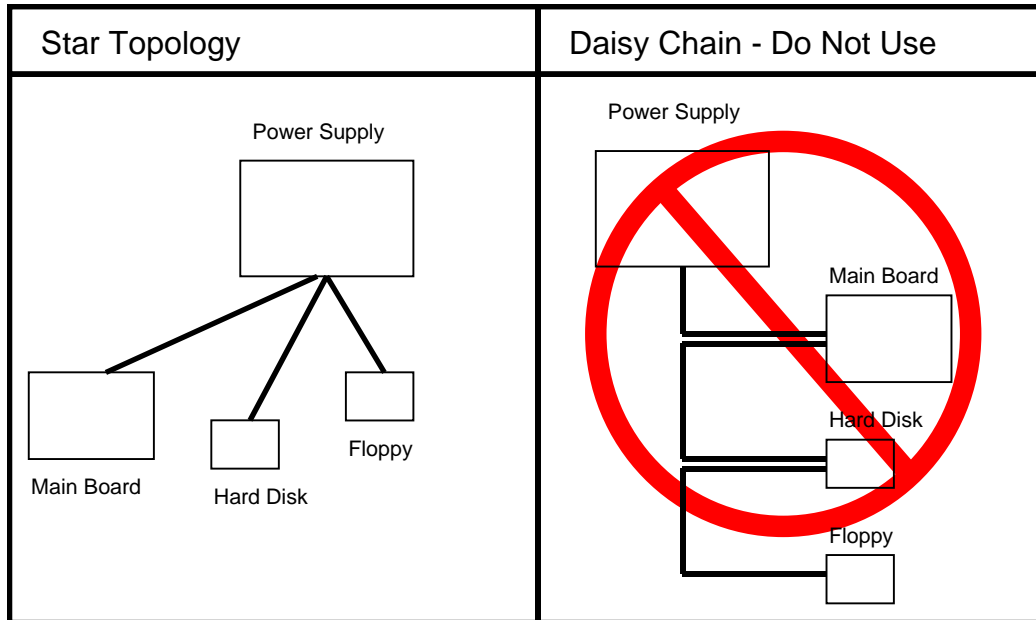 Star Topology
Daisy Chain - Do Not Use
Power Supply
Main Board
Hard Disk
Floppy
Power Supply
Main Board
Hard Disk
Floppy